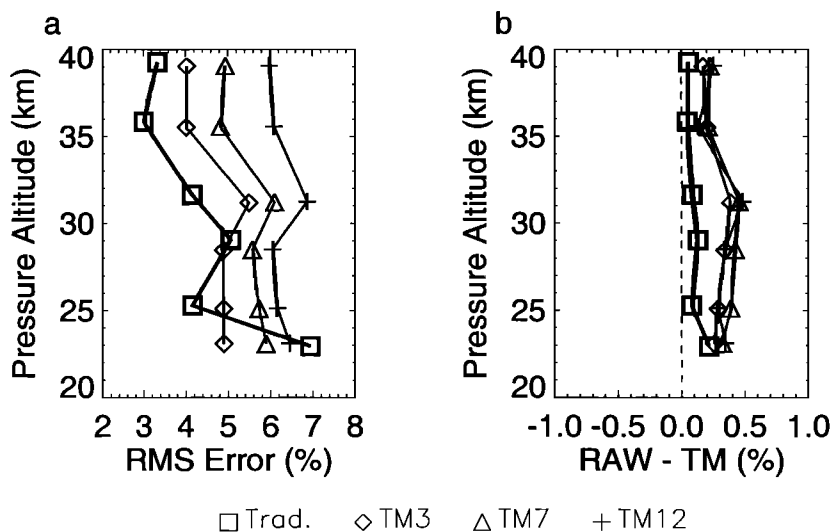 a
b
40
35
30
25
20
Pressure Altitude (km)
2 3 4 5 6 7 8
RMS Error (%)
40
35
30
25
20
Pressure Altitude (km)
-1.0 -0.5 0.0 0.5 1.0
RAW - TM (%)
Trad. TM3 TM7 TM12